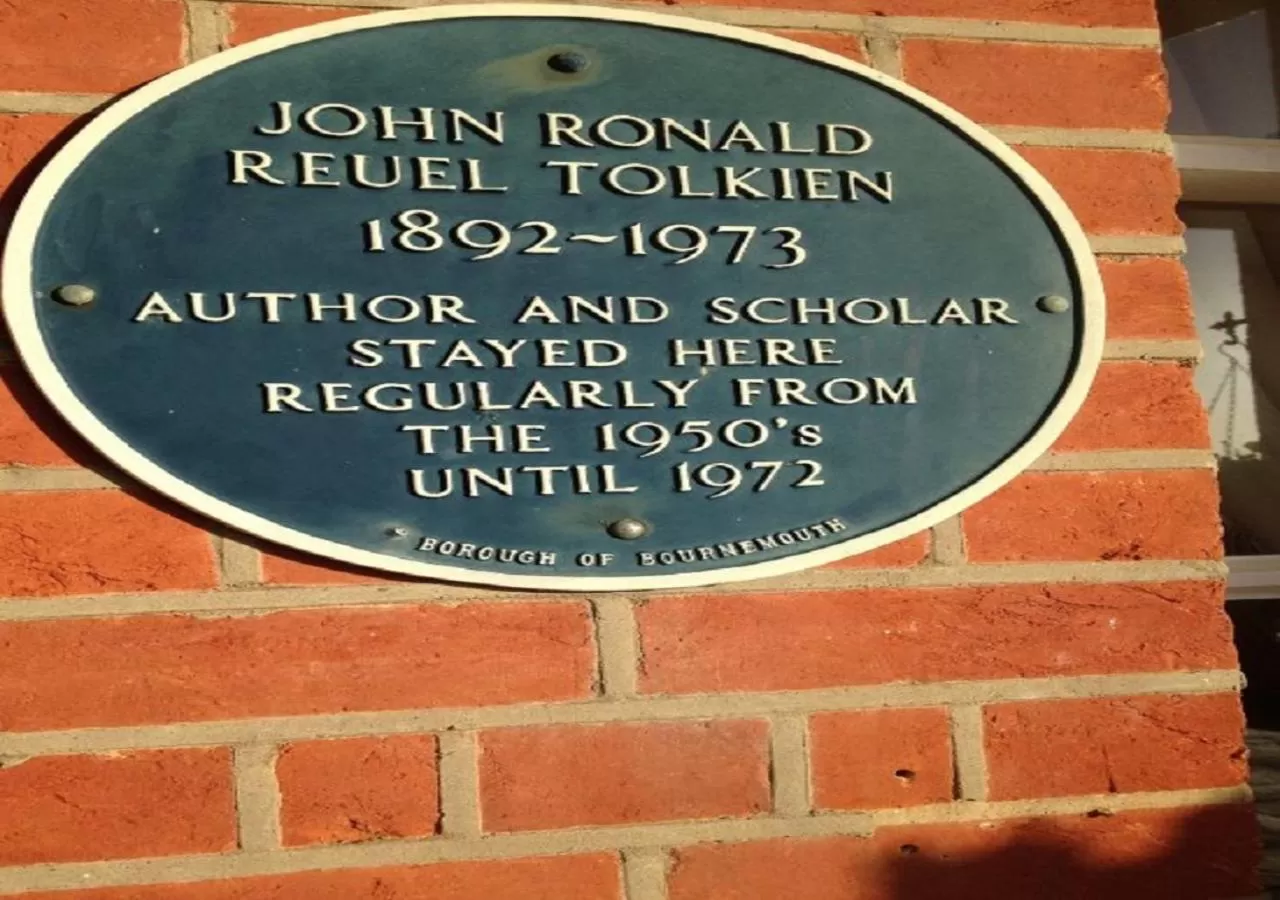 JOHN RONALD
REUEL TOLKIEN
1892~1973
AUTHOR AND SCHOLAR
STAYED HERE
REGULARLY FROM
THE 1950's
UNTIL 1972
BOROUGH OF BOURNEMOUTH